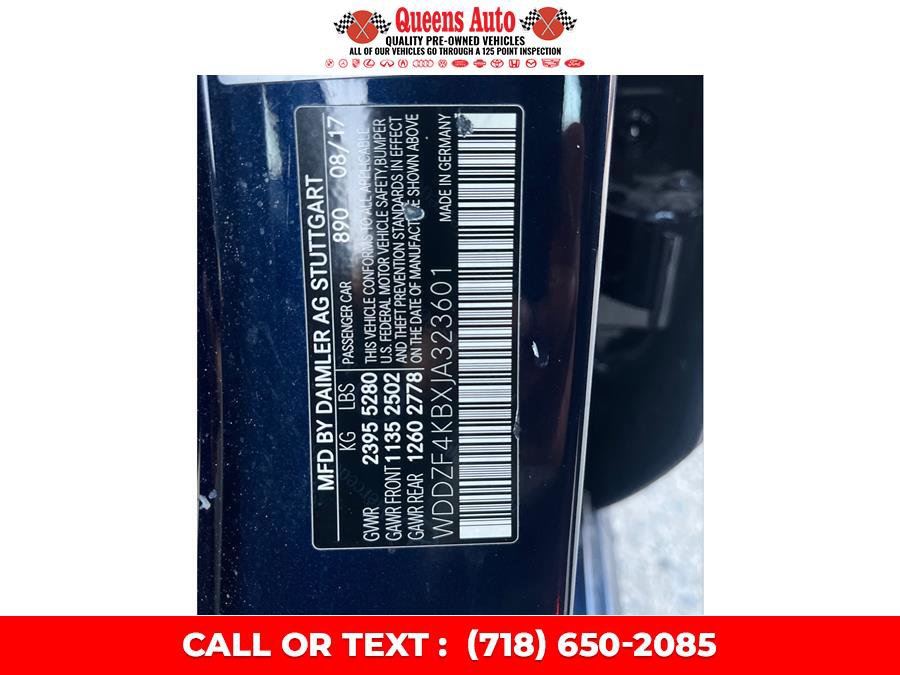 Queens Auto
QUALITY PRE-OWNED VEHICLES
ALL OF OUR VEHICLES GO THROUGH A 125 POINT INSPECTION
MFD BY DAIMLER AG STUTTGART
KG LBS PASSENGER CAR 890 08/17
GVWR 2395 5280 THIS VEHICLE CONFORMS TO ALL APPLICABLE
GAWR FRONT 1135 2502 U.S. FEDERAL MOTOR VEHICLE SAFETY, BUMPER
AND THEFT PREVENTION STANDARDS IN EFFECT
GAWR REAR 1260 2778 ON THE DATE OF MANUFACTURE SHOWN ABOVE
WDDZF4KBXJA323601 MADE IN GERMANY
CALL OR TEXT : (718) 650-2085